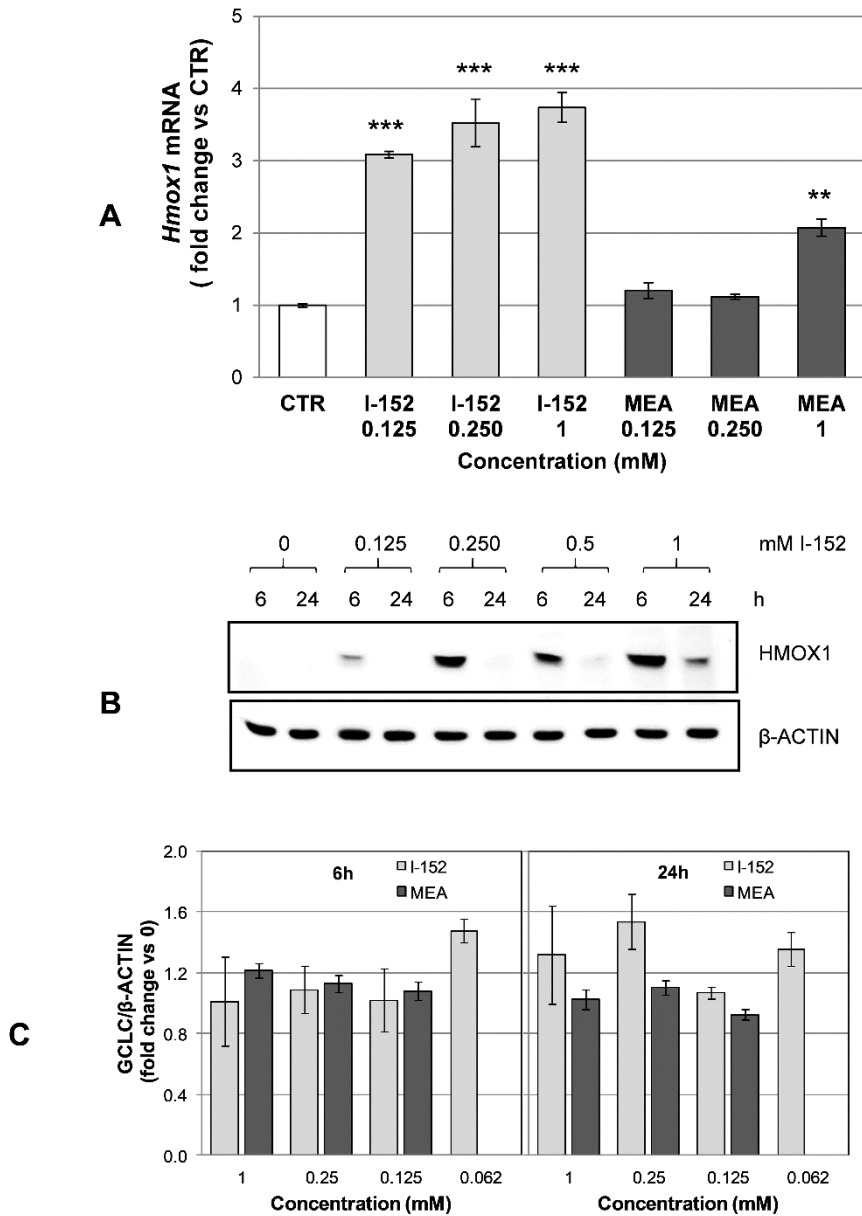 A
Hmox1 mRNA
( fold change vs CTR)
5
4
3
2
1
0
***
***
***
**
CTR
I-152
0.125
I-152
0.250
I-152
1
MEA
0.125
MEA
0.250
MEA
1
Concentration (mM)
B
0 0.125 0.250 0.5 1 mM I-152
6 24 6 24 6 24 6 24 6 24 h
HMOX1
β-ACTIN
C
GCLC/β-ACTIN
(fold change vs 0)
2.0
1.6
1.2
0.8
0.4
0.0
6h
I-152
MEA
24h
I-152
MEA
1 0.25 0.125 0.062
1 0.25 0.125 0.062
Concentration (mM)
Concentration (mM)